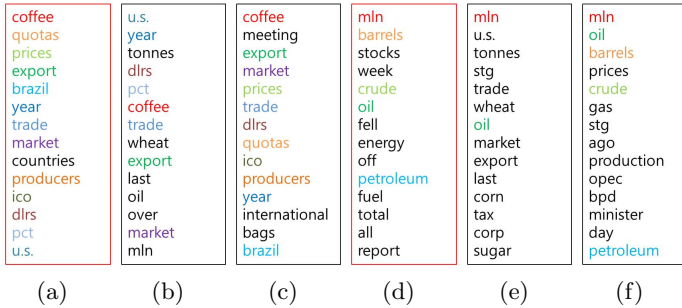 coffee
quotas
prices
export
brazil
year
trade
market
countries
producers
ico
dlrs
pct
u.s.
(a)
u.s.
year
tonnes
dlrs
pct
coffee
trade
wheat
export
last
oil
over
market
mln
(b)
coffee
meeting
export
market
prices
trade
dlrs
quotas
ico
producers
year
international
bags
brazil
(c)
mln
barrels
stocks
week
crude
oil
fell
energy
off
petroleum
fuel
total
all
report
(d)
mln
u.s.
tonnes
stg
trade
wheat
oil
market
export
last
corn
tax
corp
sugar
(e)
mln
oil
barrels
prices
crude
gas
stg
ago
production
opec
bpd
minister
day
petroleum
(f)